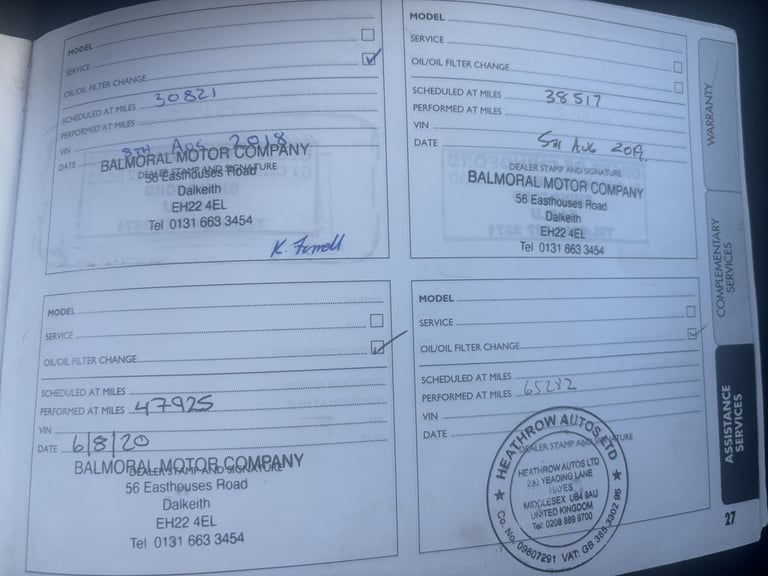 MODEL
SERVICE
OIL/OIL FILTER CHANGE
SCHEDULED AT MILES
PERFORMED AT MILES 30821
VIN
DATE 8TH AUG 2018
DEALER STAMP AND SIGNATURE
BALMORAL MOTOR COMPANY
56 Easthouses Road
Dalkeith
EH22 4EL
Tel 0131 663 3454
MODEL
SERVICE
OIL/OIL FILTER CHANGE
SCHEDULED AT MILES
PERFORMED AT MILES 38517
VIN
DATE 5TH AUG 2019.
DEALER STAMP AND SIGNATURE
BALMORAL MOTOR COMPANY
56 Easthouses Road
Dalkeith
EH22 4EL
Tel 0131 663 3454
MODEL
SERVICE
OIL/OIL FILTER CHANGE
SCHEDULED AT MILES
PERFORMED AT MILES 47925
VIN
DATE 6/8/20
DEALER STAMP AND SIGNATURE
BALMORAL MOTOR COMPANY
56 Easthouses Road
Dalkeith
EH22 4EL
Tel 0131 663 3454
MODEL
SERVICE
OIL/OIL FILTER CHANGE
SCHEDULED AT MILES
PERFORMED AT MILES 65242
VIN
DATE
DEALER STAMP AND SIGNATURE
HEATHROW AUTOS LTD
HEATHROW AUTOS LTD
YEADING LANE
HAYES
MIDDLESEX UB4 9AU
UNITED KINGDOM
Tel: 0208 889 9700
Co. No. 09807291 VAT: GB 365 3302 95
WARRANTY
COMPLEMENTARY
SERVICES
ASSISTANCE
SERVICES
27